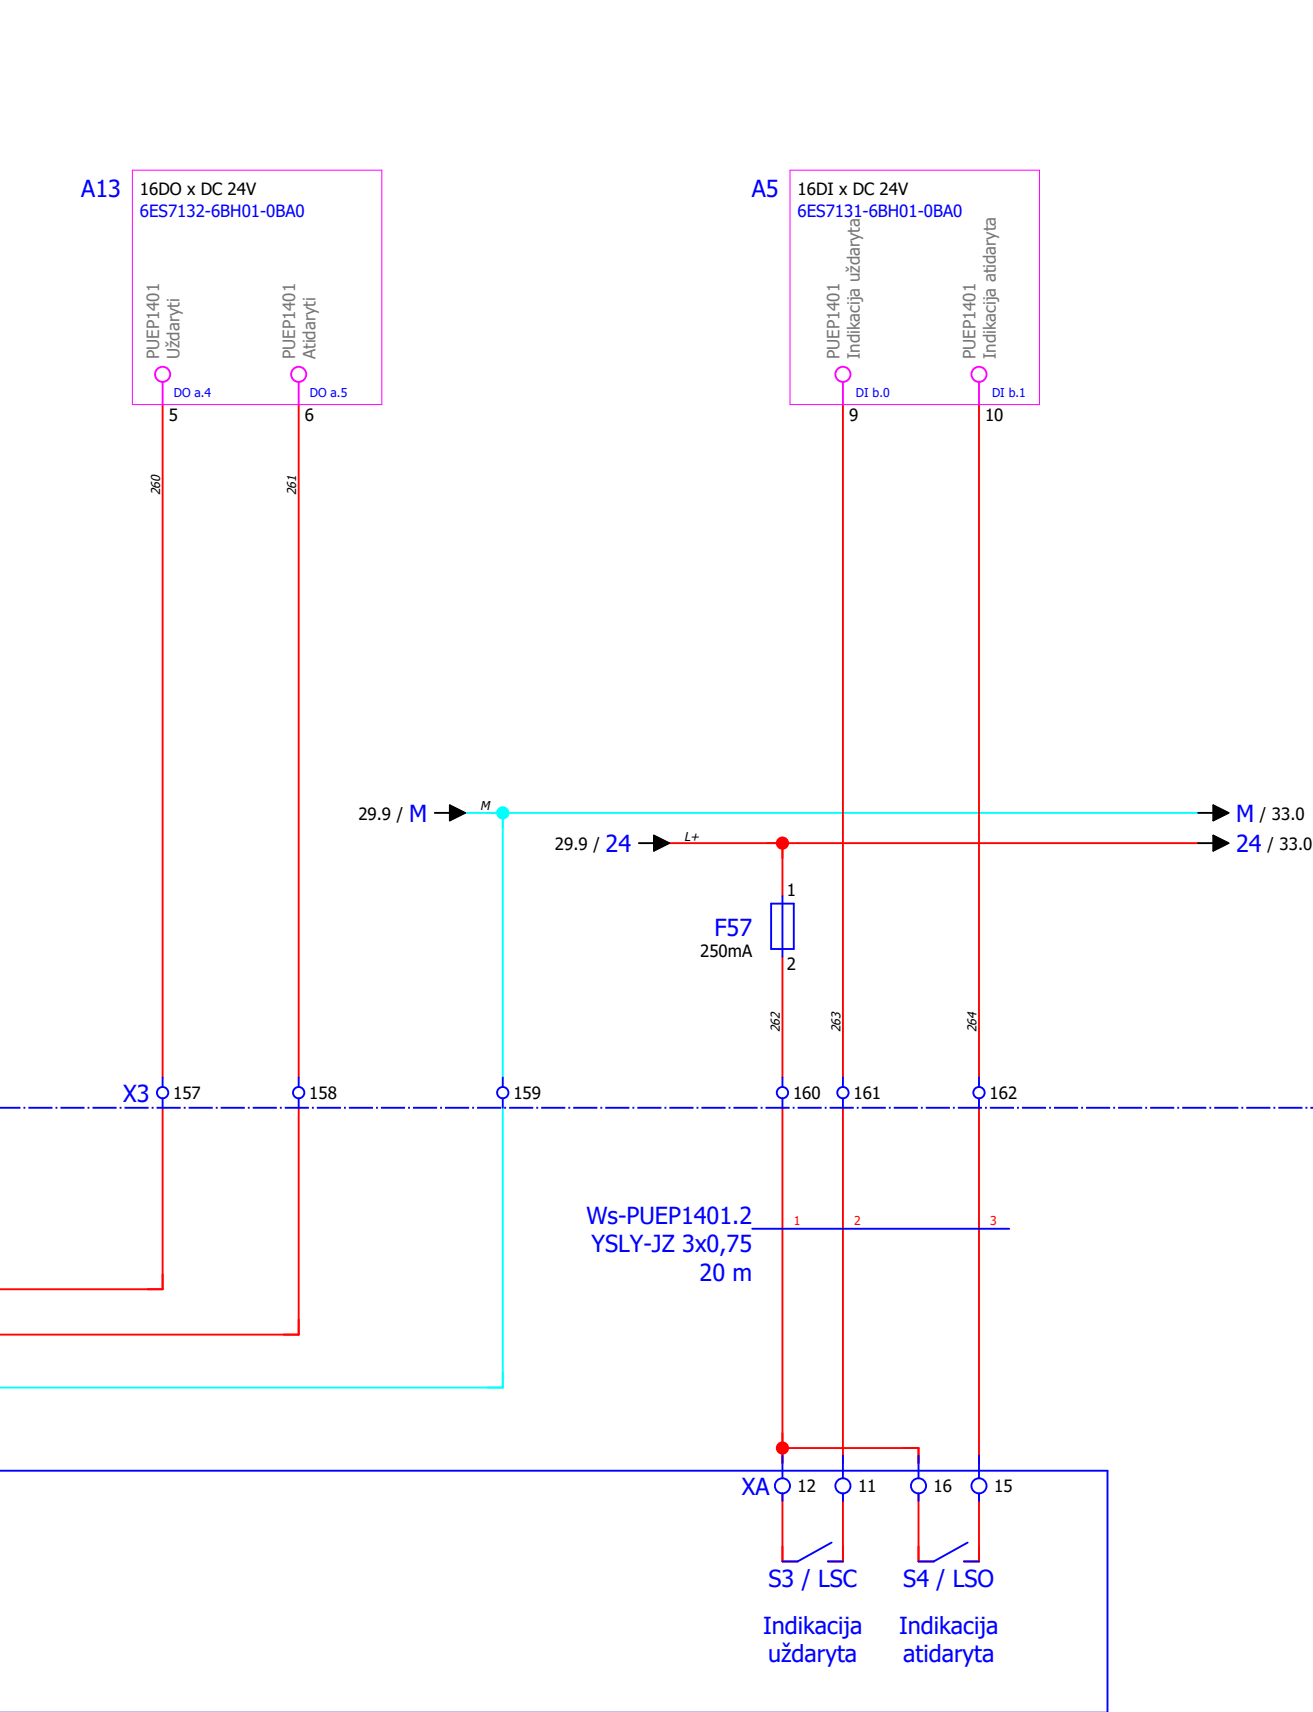 A13
16DO x DC 24V
6ES7132-6BH01-0BA0
PUEP1401
Uždaryti
PUEP1401
Atidaryti
DO a.4
DO a.5
5
6
260
261
A5
16DI x DC 24V
6ES7131-6BH01-0BA0
PUEP1401
Indikacija uždaryta
PUEP1401
Indikacija atidaryta
DI b.0
DI b.1
9
10
29.9 / M
M
M / 33.0
29.9 / 24
L+
24 / 33.0
1
F57
250mA
2
262
263
264
X3
157
158
159
160
161
162
Ws-PUEP1401.2
YSLY-JZ 3x0,75
20 m
1
2
3
XA
12
11
16
15
S3 / LSC
S4 / LSO
Indikacija
uždaryta
Indikacija
atidaryta